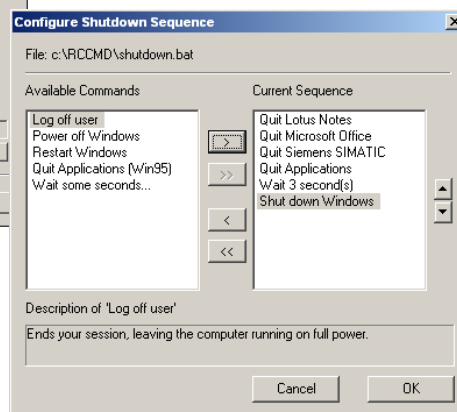 Configure Shutdown Sequence
File: c:\RCCMD\shutdown.bat
Available Commands
Log off user
Power off Windows
Restart Windows
Quit Applications (Win95)
Wait some seconds...
>
>>
<
<<
Current Sequence
Quit Lotus Notes
Quit Microsoft Office
Quit Siemens SIMATIC
Quit Applications
Wait 3 second(s)
Shut down Windows
Description of 'Log off user'
Ends your session, leaving the computer running on full power.
Cancel
OK